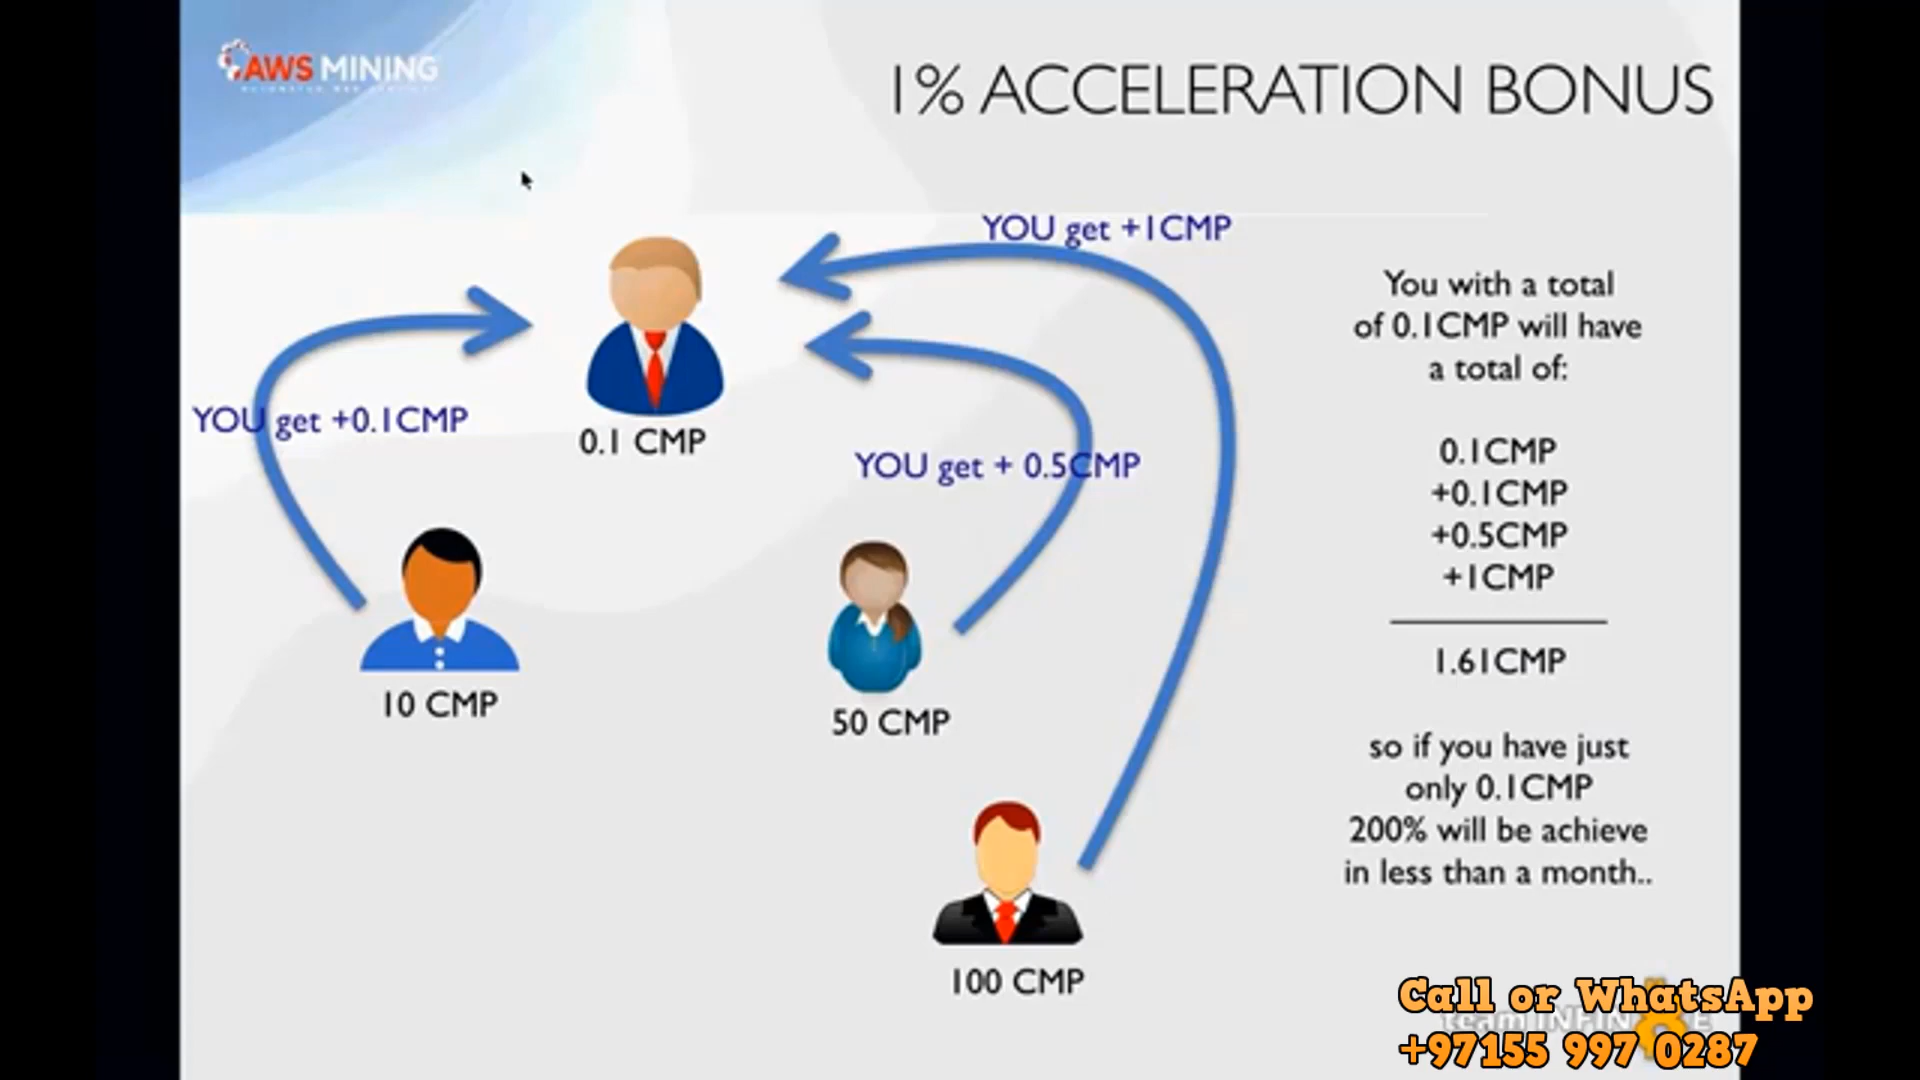 AWS MINING
1% ACCELERATION BONUS
YOU get +1CMP
YOU get +0.1CMP
0.1 CMP
YOU get + 0.5CMP
10 CMP
50 CMP
100 CMP
You with a total
of 0.1CMP will have
a total of:
0.1CMP
+0.1CMP
+0.5CMP
+1CMP
1.61CMP
so if you have just
only 0.1CMP
200% will be achieve
in less than a month..
Call or WhatsApp
+97155 997 0287